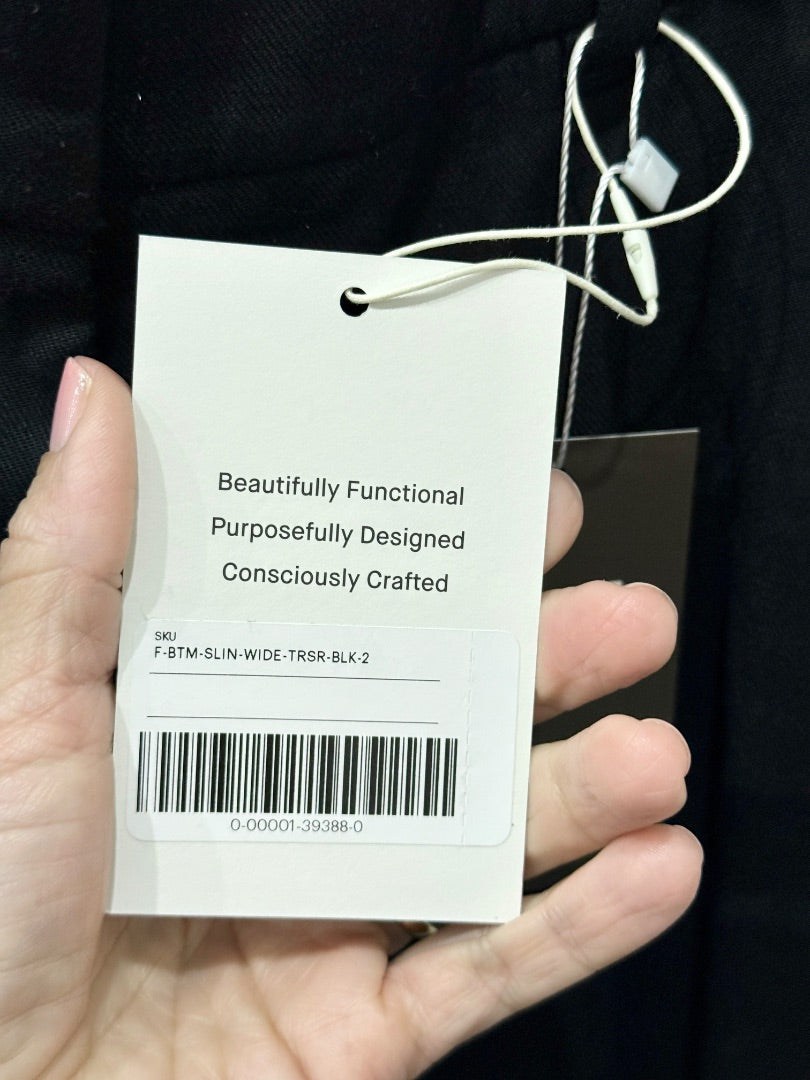 Beautifully Functional
Purposefully Designed
Consciously Crafted
SKU
F-BTM-SLIN-WIDE-TRSR-BLK-2
0-00001-39388-0